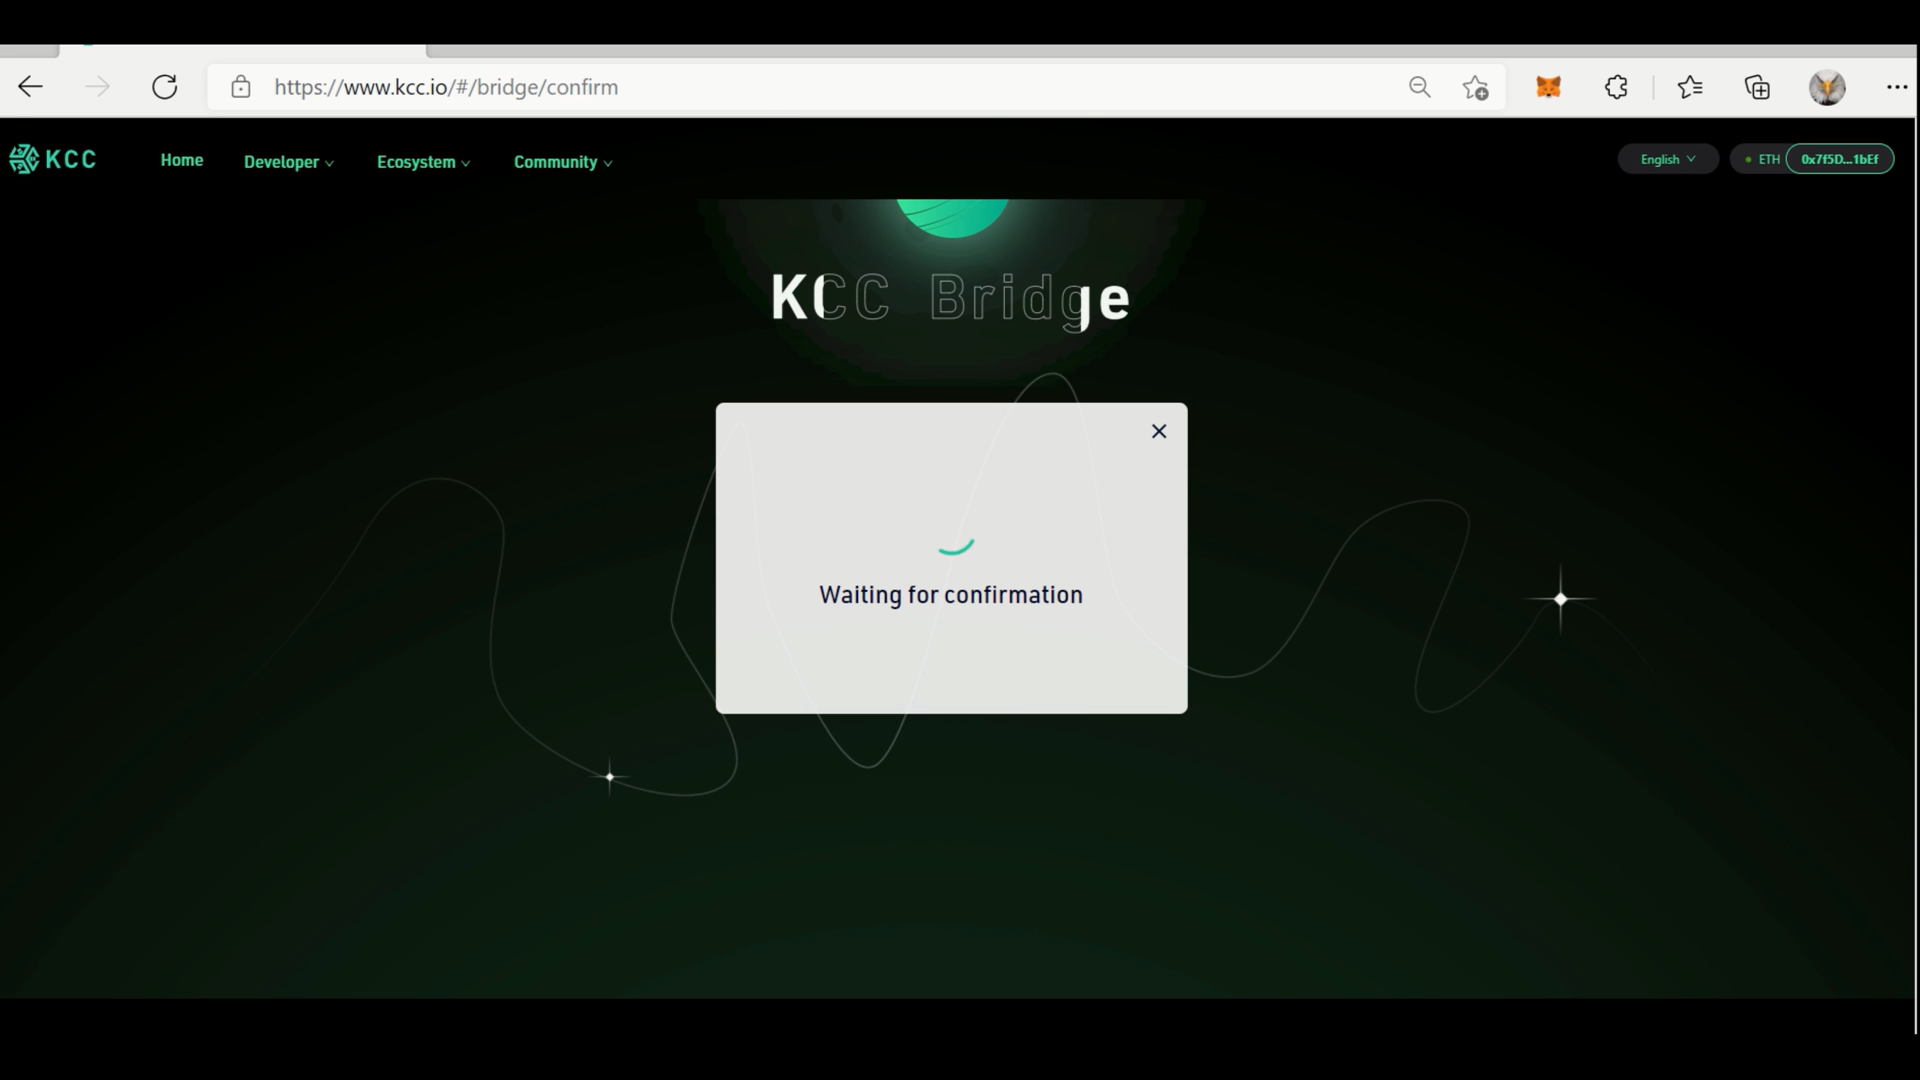 https://www.kcc.io/#/bridge/confirm
KCC
Home
Developer
Ecosystem
Community
English
ETH
0x7f5D...1bEf
KCC Bridge
Waiting for confirmation